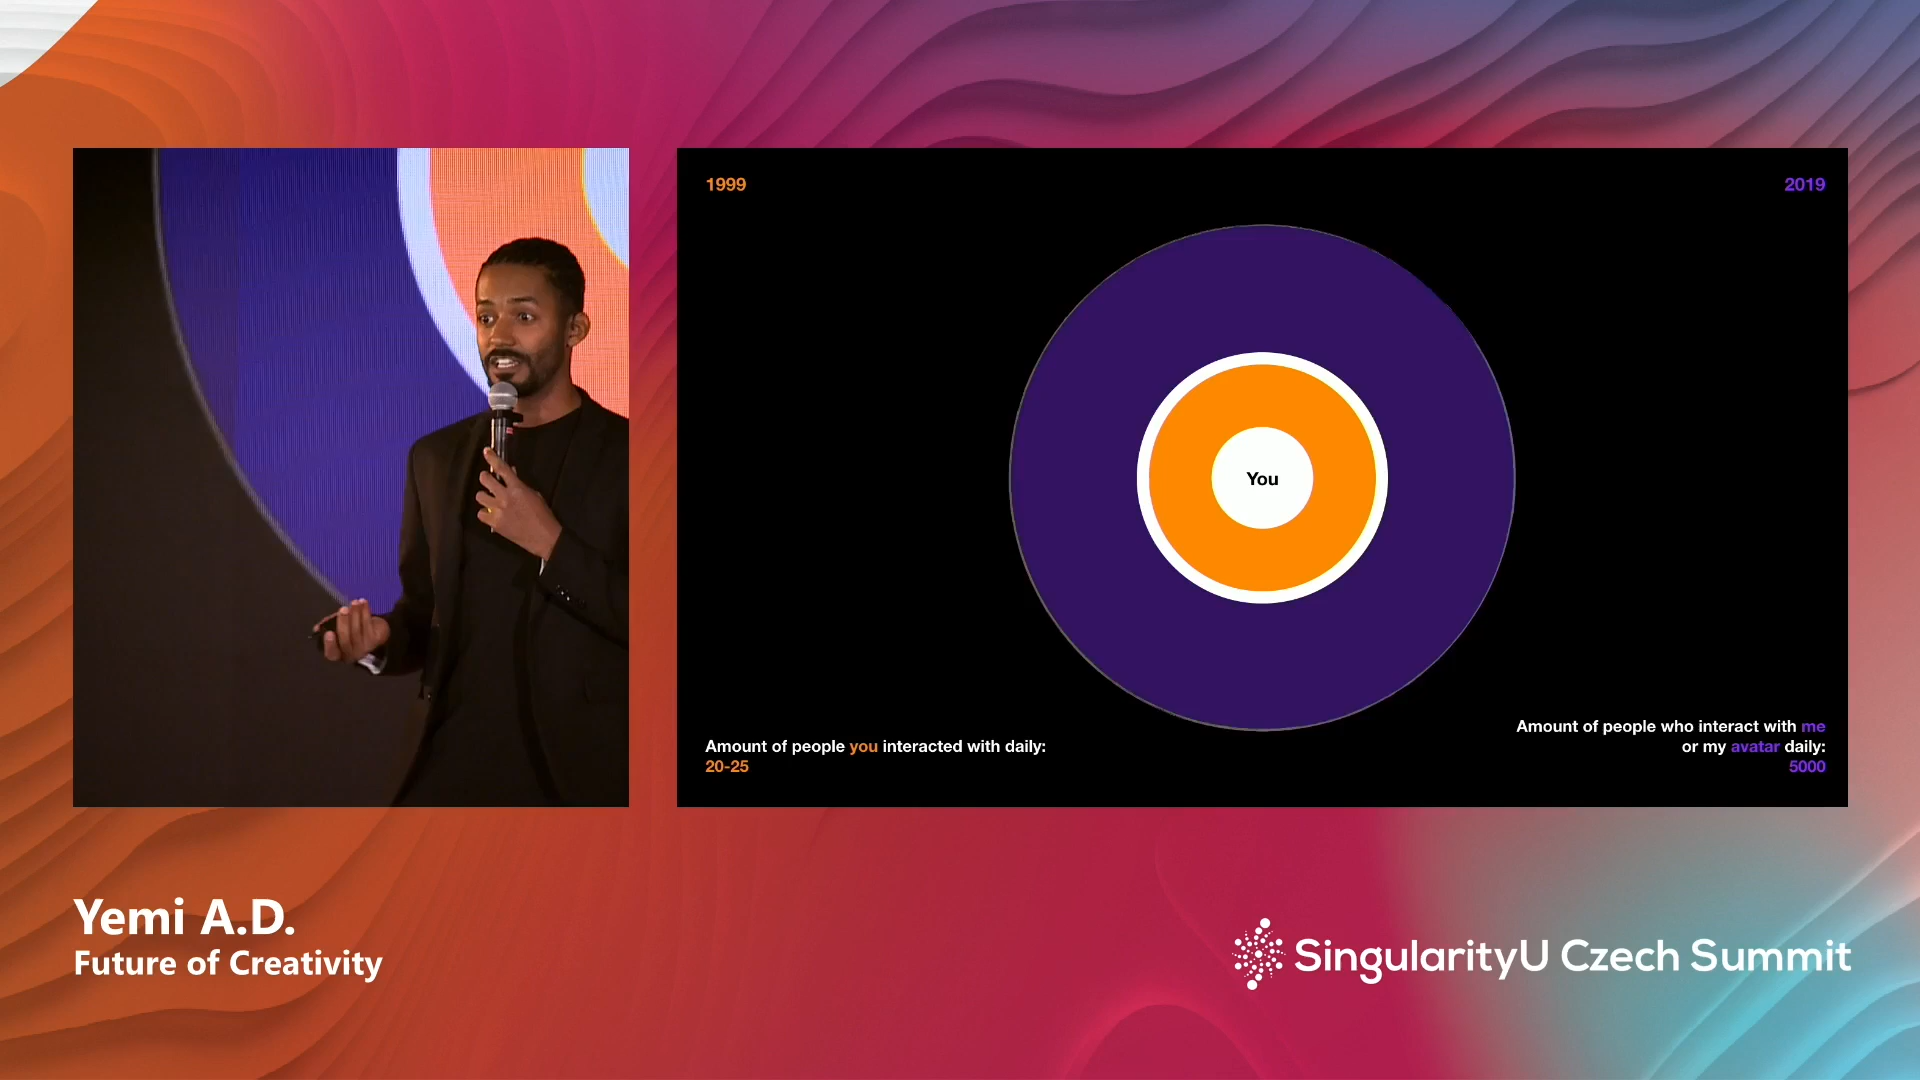 1999
2019
You
Amount of people you interacted with daily:
20-25
Amount of people who interact with me
or my avatar daily:
5000
Yemi A.D.
Future of Creativity
SingularityU Czech Summit